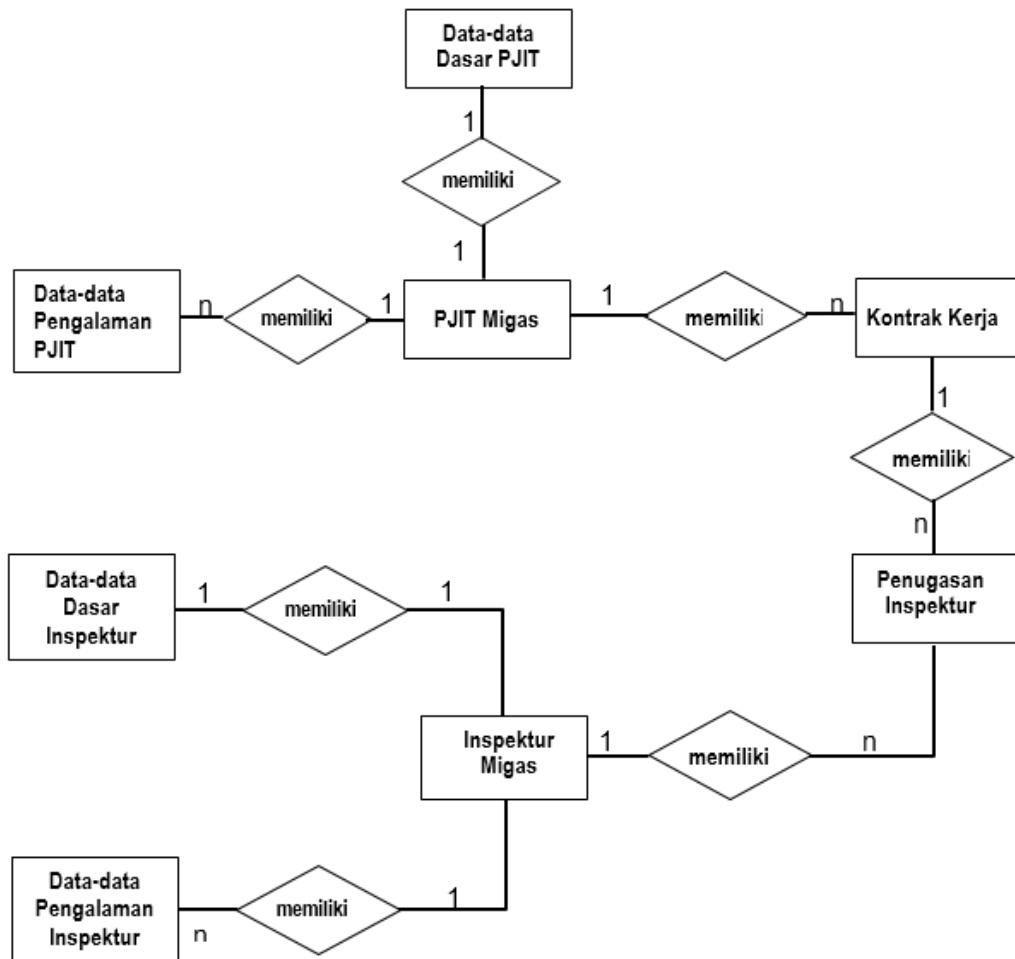 Data-data
Dasar PJIT
1
memiliki
1
Data-data
Pengalaman
PJIT
n
memiliki
1
PJIT Migas
1
memiliki
n
Kontrak Kerja
1
memiliki
n
Penugasan
Inspektur
Data-data
Dasar
Inspektur
1
memiliki
1
Inspektur
Migas
1
memiliki
n
Data-data
Pengalaman
Inspektur
n
memiliki
1